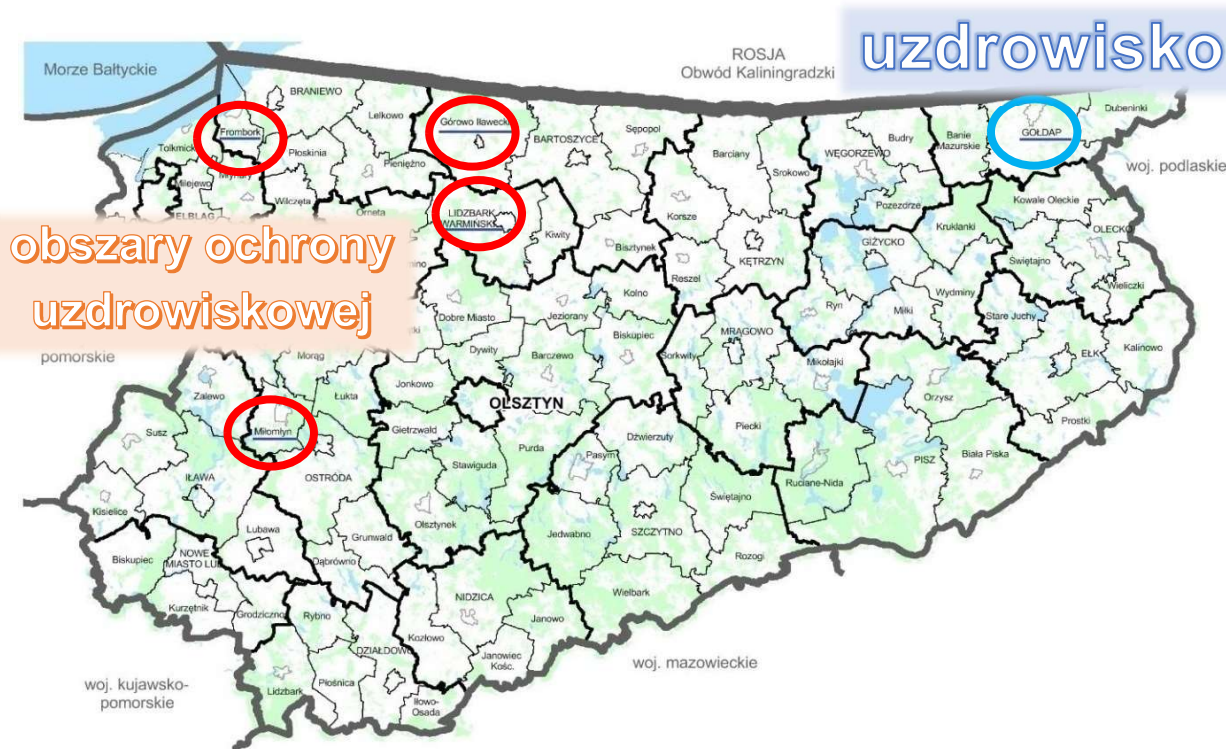 uzdrowisko
ROSJA
Obwód Kaliningradzki
Morze Bałtyckie
BRANIEWO
Lelkowo
Górowo Iławeck
Frombork
Tolkmick
Płoskinia
Pieniężno
BARTOSZYCE
Sępopol
Barciany
Srokowo
WĘGORZEWO
Budry
Banie
Mazurskie
GOŁDAP
Dubeninki
woj. podlaskie
Młynary
Milejewo
Wilczęta
ELBLĄG
Orneta
LIDZBARK
WARMIŃSK
Kiwity
Bisztynek
Korsze
KĘTRZYN
Reszel
Pozezdrze
Kruklanki
GIŻYCKO
Kowale Oleckie
OLECKO
Świętajno
Wieliczki
obszary ochrony
uzdrowiskowej
Dobre Miasto
Jeziorany
Kolno
Biskupiec
Ryn
Miłki
Wydminy
Stare Juchy
EŁK
Kalinowo
pomorskie
Morąg
Dywity
Barczewo
Sorkwity
MRĄGOWO
Mikołajki
Zalewo
Łukta
Jonkowo
OLSZTYN
Orzysz
Prostki
Susz
Miłomłyn
Gietrzwałd
Purda
Dźwierzuty
Piecki
Pasym
Stawiguda
PISZ
Biała Piska
IŁAWA
OSTRÓDA
Ruciane-Nida
Kisielice
Olsztynek
Świętajno
Lubawa
Grunwald
Jedwabno
SZCZYTNO
Biskupiec
NOWE
MIASTO LUB
Dąbrówno
Rozogi
Kurzętnik
Grodziczno
Rybno
NIDZICA
Wielbark
Janowo
Kozłowo
DZIAŁDOWO
Janowiec
Kośc.
woj. mazowieckie
woj. kujawsko-
pomorskie
Lidzbark
Płośnica
Iłowo-
Osada